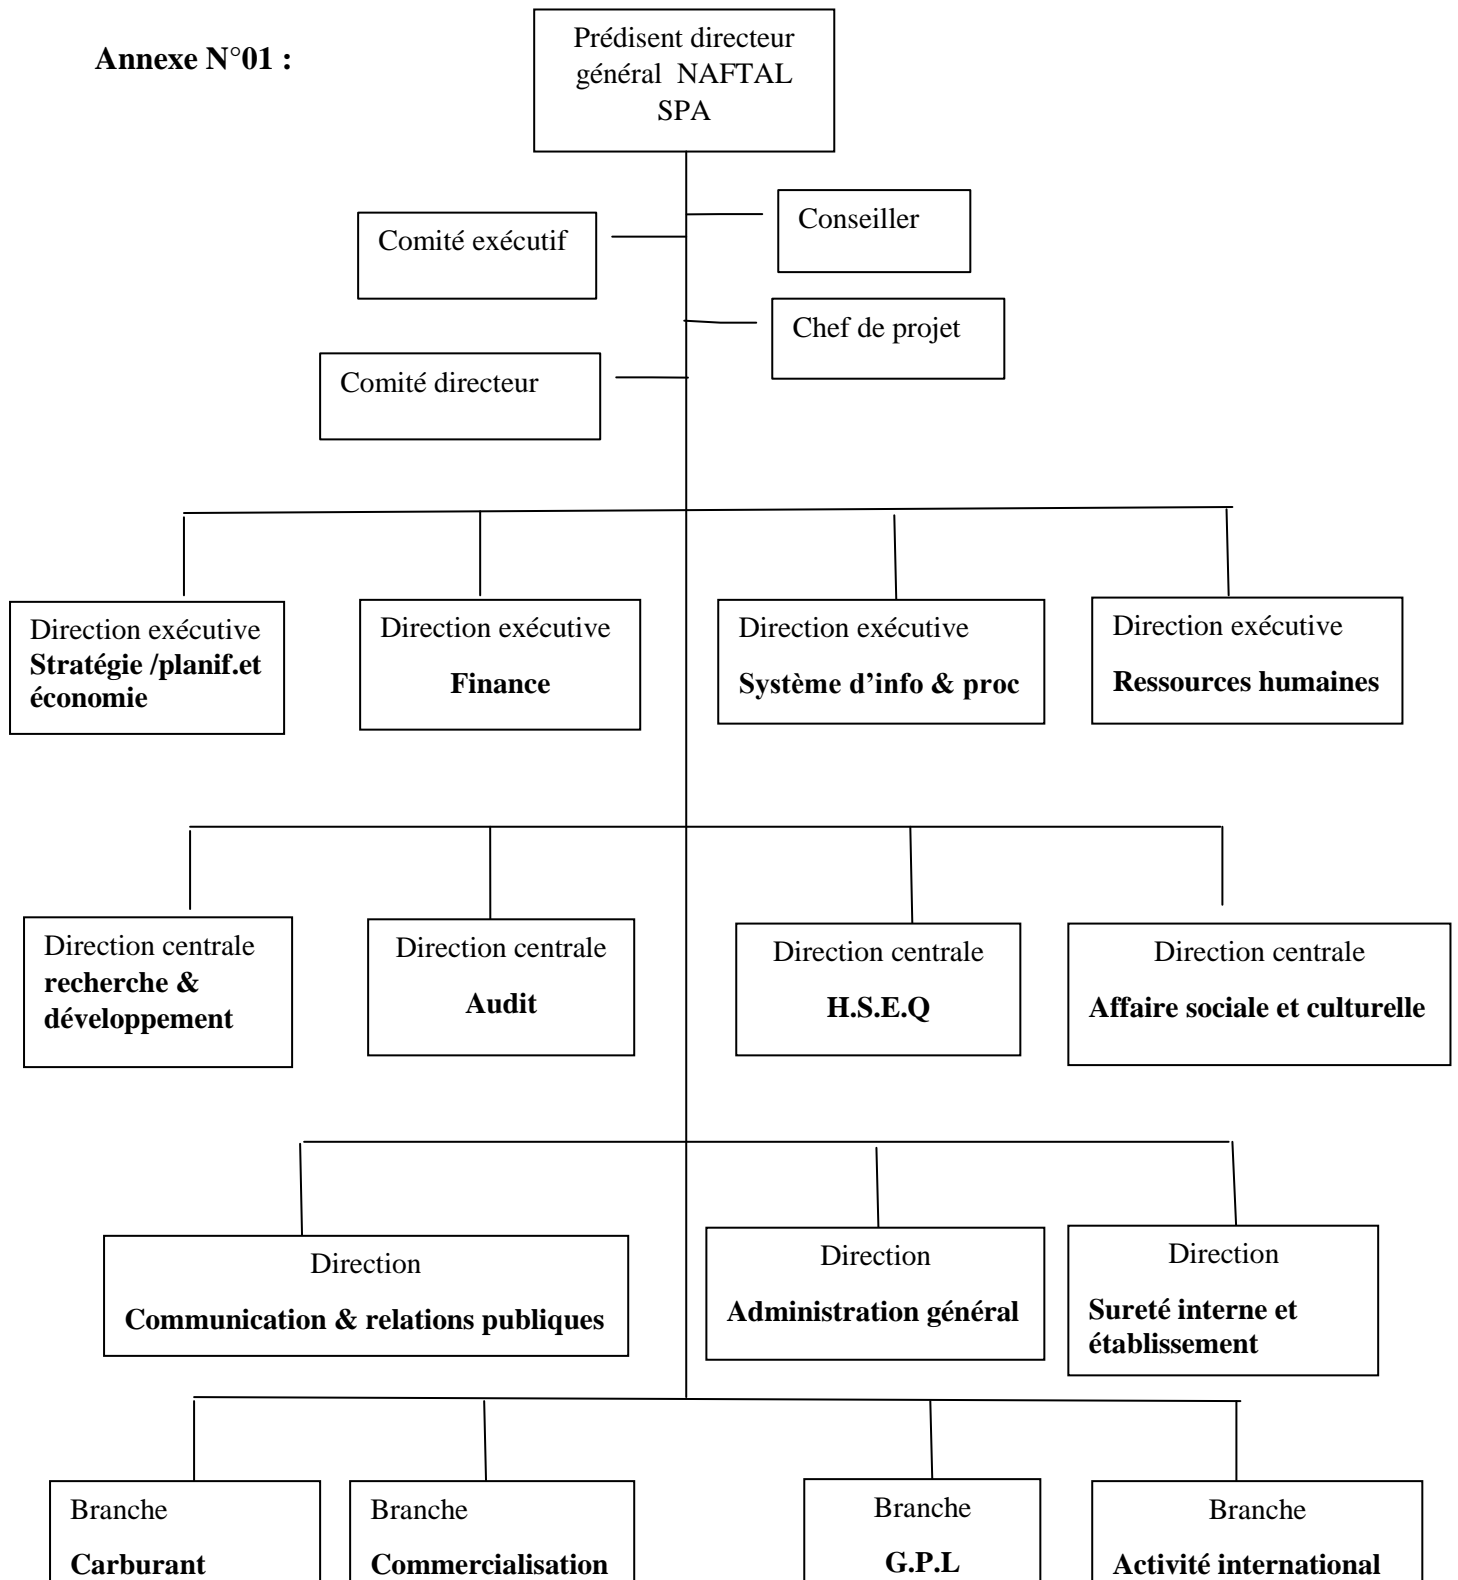 Annexe N°01 :
Prédisent directeur
général NAFTAL
SPA
Conseiller
Comité exécutif
Chef de projet
Comité directeur
Direction exécutive
Stratégie /planif.et
économie
Direction exécutive
Finance
Direction exécutive
Système d'info & proc
Direction exécutive
Ressources humaines
Direction centrale
recherche &
développement
Direction centrale
Audit
Direction centrale
H.S.E.Q
Direction centrale
Affaire sociale et culturelle
Direction
Communication & relations publiques
Direction
Administration général
Direction
Sureté interne et
établissement
Branche
Carburant
Branche
Commercialisation
Branche
G.P.L
Branche
Activité international